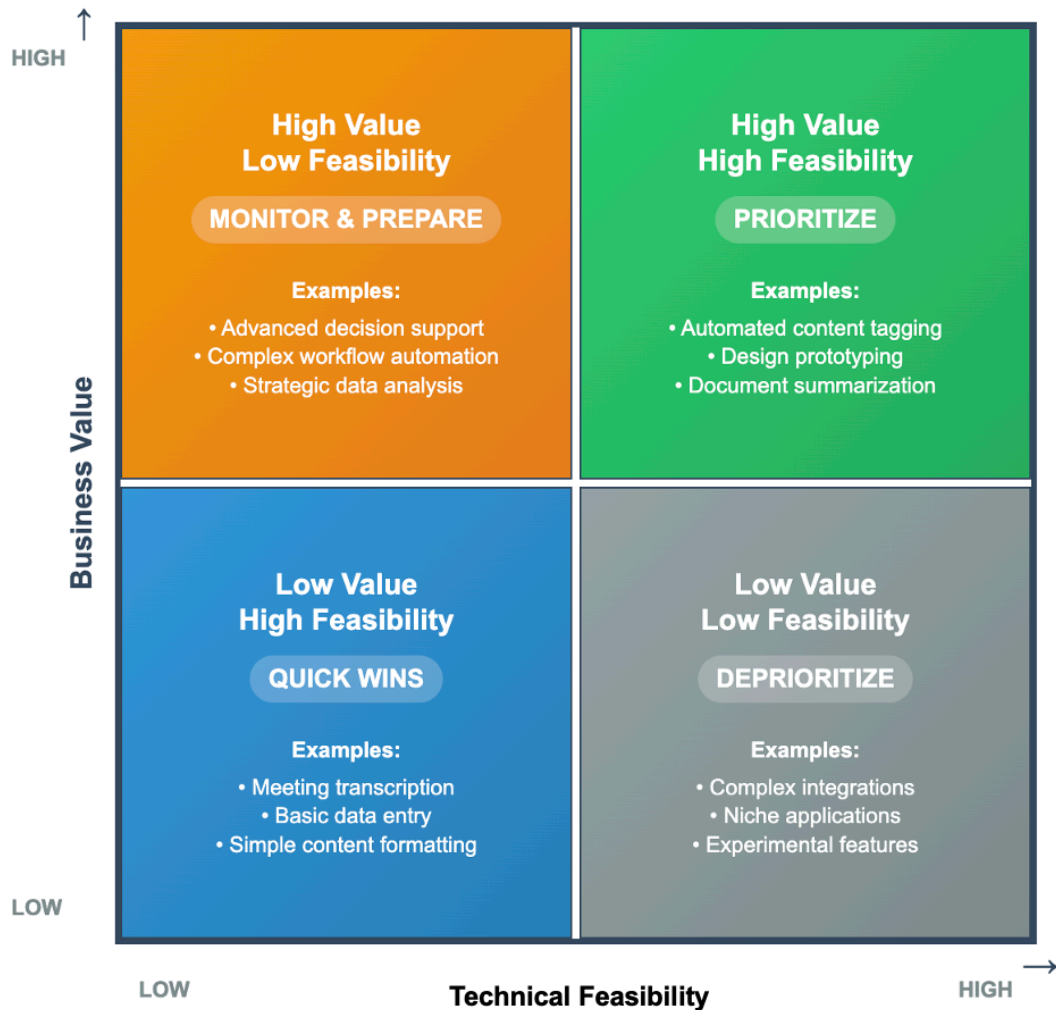 HIGH
High Value
Low Feasibility
MONITOR & PREPARE
Examples:
• Advanced decision support
• Complex workflow automation
• Strategic data analysis
High Value
High Feasibility
PRIORITIZE
Examples:
• Automated content tagging
• Design prototyping
• Document summarization
Business Value
Low Value
High Feasibility
QUICK WINS
Examples:
• Meeting transcription
• Basic data entry
• Simple content formatting
Low Value
Low Feasibility
DEPRIORITIZE
Examples:
• Complex integrations
• Niche applications
• Experimental features
LOW
LOW
Technical Feasibility
HIGH